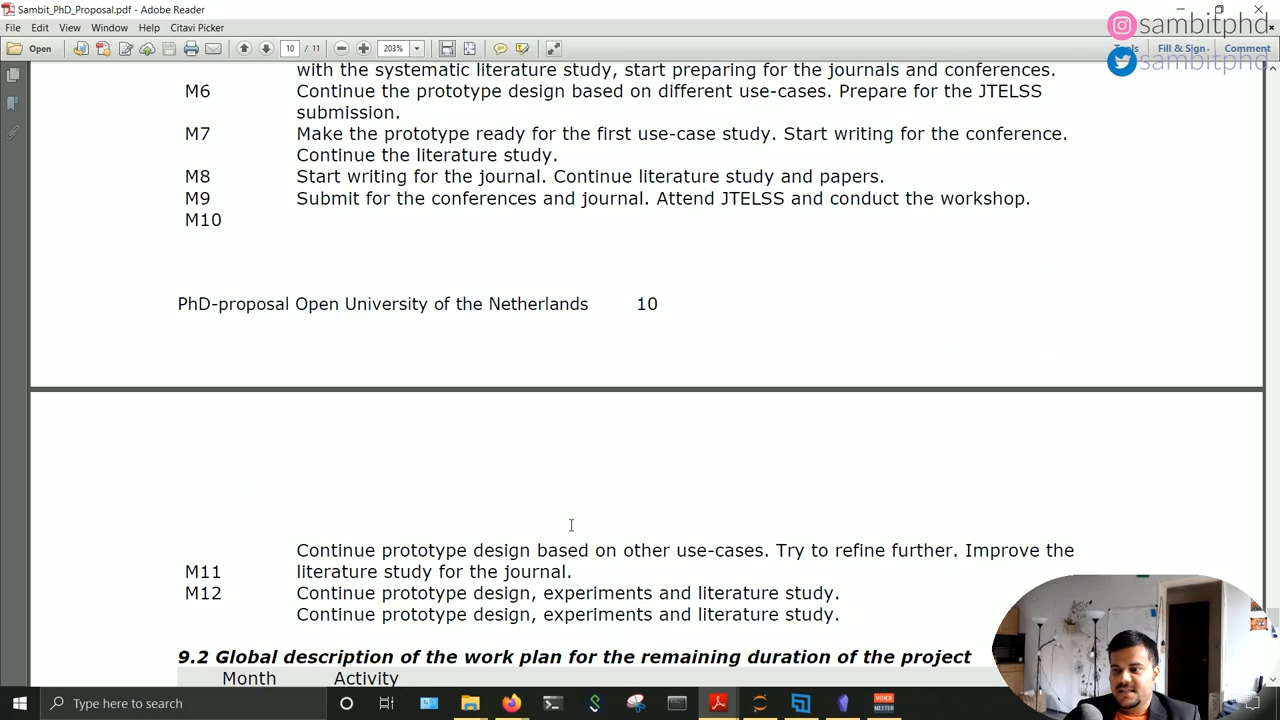 Sambit_PhD_Proposal.pdf - Adobe Reader
File Edit View Window Help Citavi Picker
sambitphd
Open 10 / 11 203% Tools Fill & Sign Comment
sambitphd
with the systematic literature study, start preparing for the journals and conferences.
M6 Continue the prototype design based on different use-cases. Prepare for the JTELSS
submission.
M7 Make the prototype ready for the first use-case study. Start writing for the conference.
Continue the literature study.
M8 Start writing for the journal. Continue literature study and papers.
M9 Submit for the conferences and journal. Attend JTELSS and conduct the workshop.
M10
PhD-proposal Open University of the Netherlands 10
Continue prototype design based on other use-cases. Try to refine further. Improve the
M11 literature study for the journal.
M12 Continue prototype design, experiments and literature study.
Continue prototype design, experiments and literature study.
9.2 Global description of the work plan for the remaining duration of the project
Month Activity
Type here to search
VOICE
MEETER